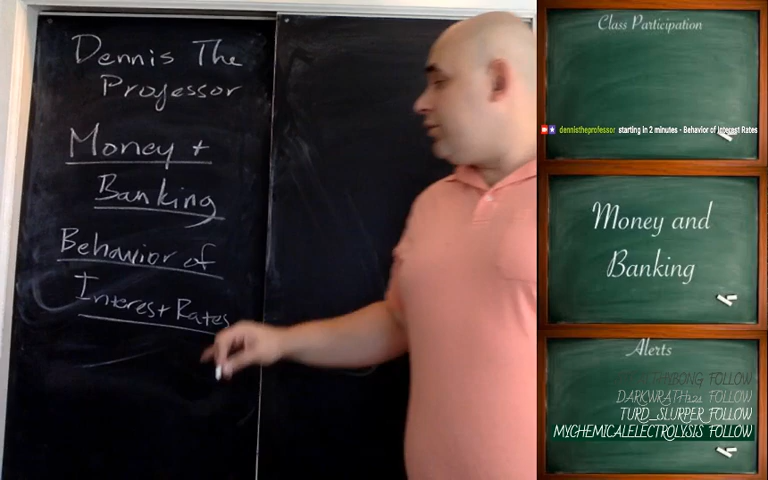 Dennis The
Professor
Money +
Banking
Behavior of
Interest Rates
Class Participation
dennistheprofessor starting in 2 minutes - Behavior of Interest Rates
Money and
Banking
Alerts
FOLLOW
DARKWRATH121 FOLLOW
TURD_SLURPER FOLLOW
MYCHEMICALELECTROLYSIS FOLLOW